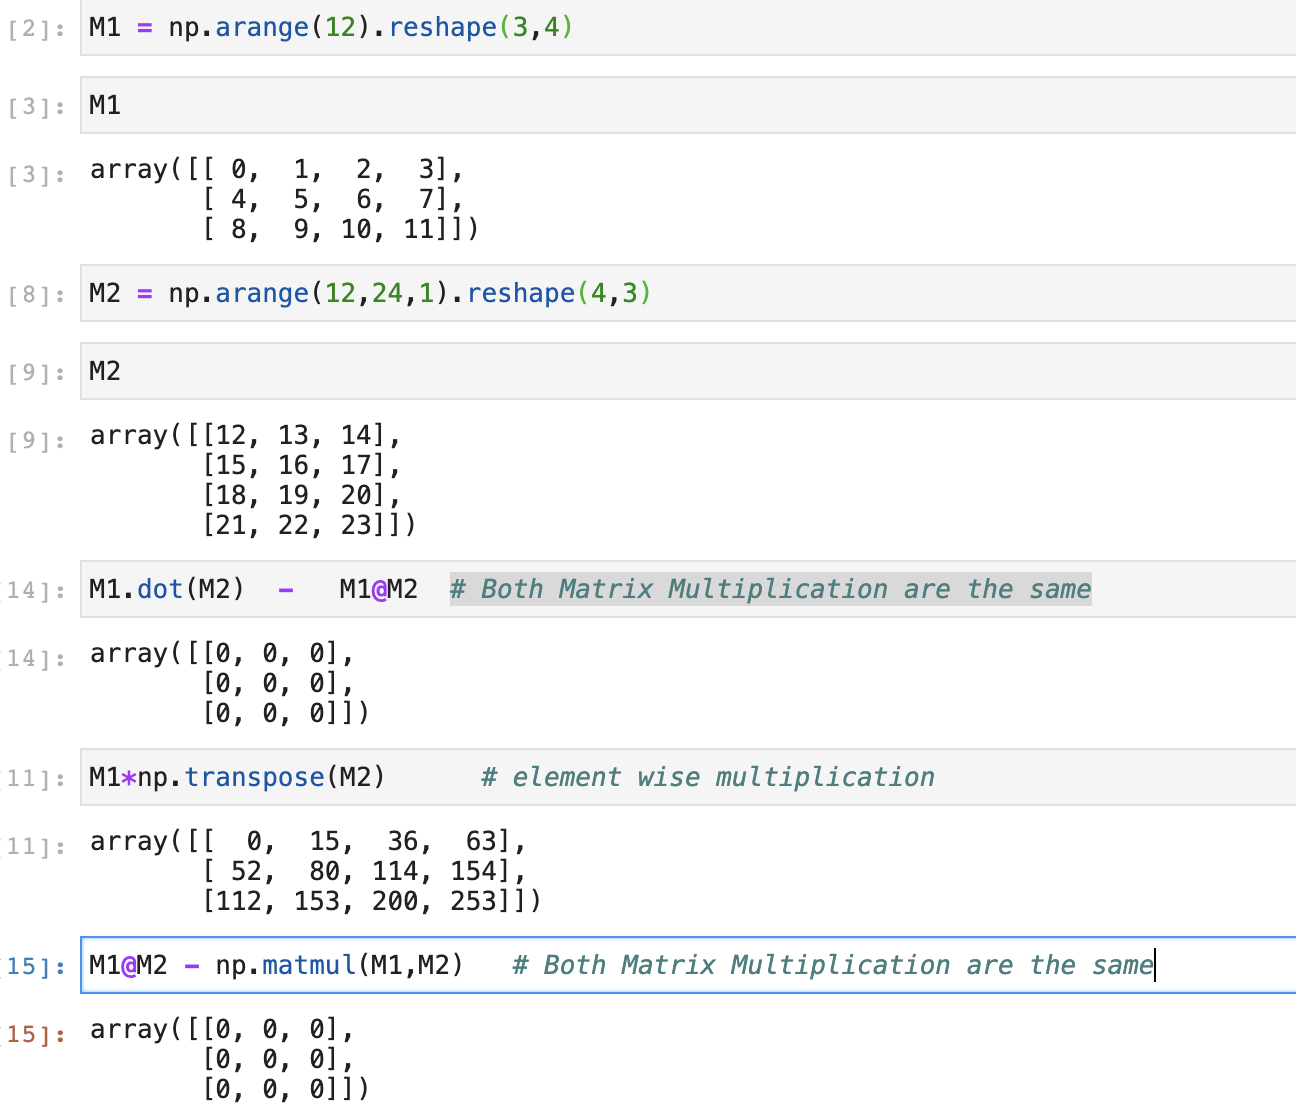 [2]: M1 = np.arange(12).reshape(3,4)
[3]: M1
[3]: array([[ 0,  1,  2,  3],
       [ 4,  5,  6,  7],
       [ 8,  9, 10, 11]])
[8]: M2 = np.arange(12,24,1).reshape(4,3)
[9]: M2
[9]: array([[12, 13, 14],
       [15, 16, 17],
       [18, 19, 20],
       [21, 22, 23]])
14]: M1.dot(M2)  -   M1@M2  # Both Matrix Multiplication are the same
14]: array([[0, 0, 0],
       [0, 0, 0],
       [0, 0, 0]])
11]: M1*np.transpose(M2)      # element wise multiplication
11]: array([[  0,  15,  36,  63],
       [ 52,  80, 114, 154],
       [112, 153, 200, 253]])
15]: M1@M2 - np.matmul(M1,M2)   # Both Matrix Multiplication are the same
15]: array([[0, 0, 0],
       [0, 0, 0],
       [0, 0, 0]])